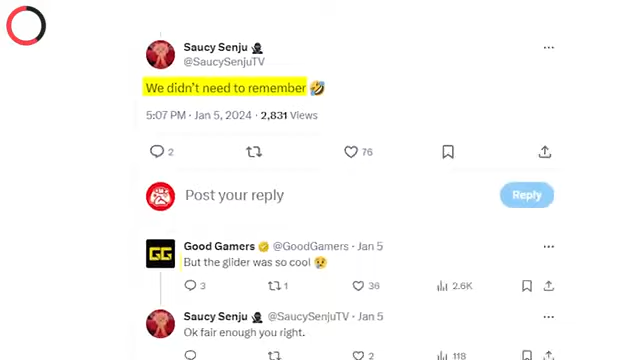 Saucy Senju 🥷
@SaucySenjuTV
We didn't need to remember 🤣
5:07 PM · Jan 5, 2024 · 2,831 Views
2 76
Post your reply Reply
GG Good Gamers @GoodGamers · Jan 5
But the glider was so cool 😢
3 1 36 2.6K
Saucy Senju 🥷 @SaucySenjuTV · Jan 5
Ok fair enough you right.
2 118